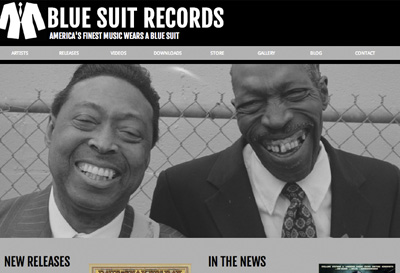 BLUE SUIT RECORDS
AMERICA'S FINEST MUSIC WEARS A BLUE SUIT
ARTISTS RELEASES VIDEOS DOWNLOADS STORE GALLERY BLOG CONTACT
NEW RELEASES IN THE NEWS